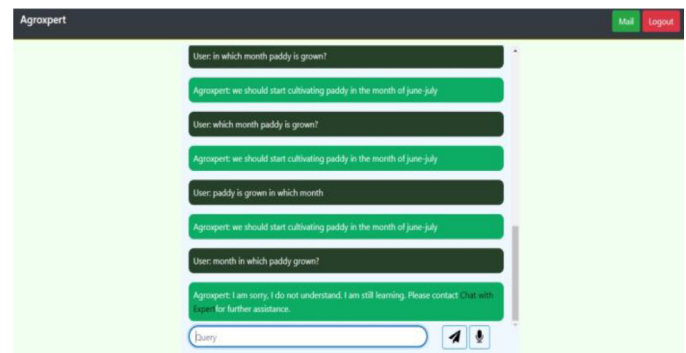 Agroxpert
Mail
Logout
User: in which month paddy is grown?
Agroxpert: we should start cultivating paddy in the month of june-july
User: which month paddy is grown?
Agroxpert: we should start cultivating paddy in the month of june-july
User: paddy is grown in which month
Agroxpert: we should start cultivating paddy in the month of june-july
User: month in which paddy grown?
Agroxpert: I am sorry, I do not understand. I am still learning. Please contact Chat with
Expertfor further assistance.
Query